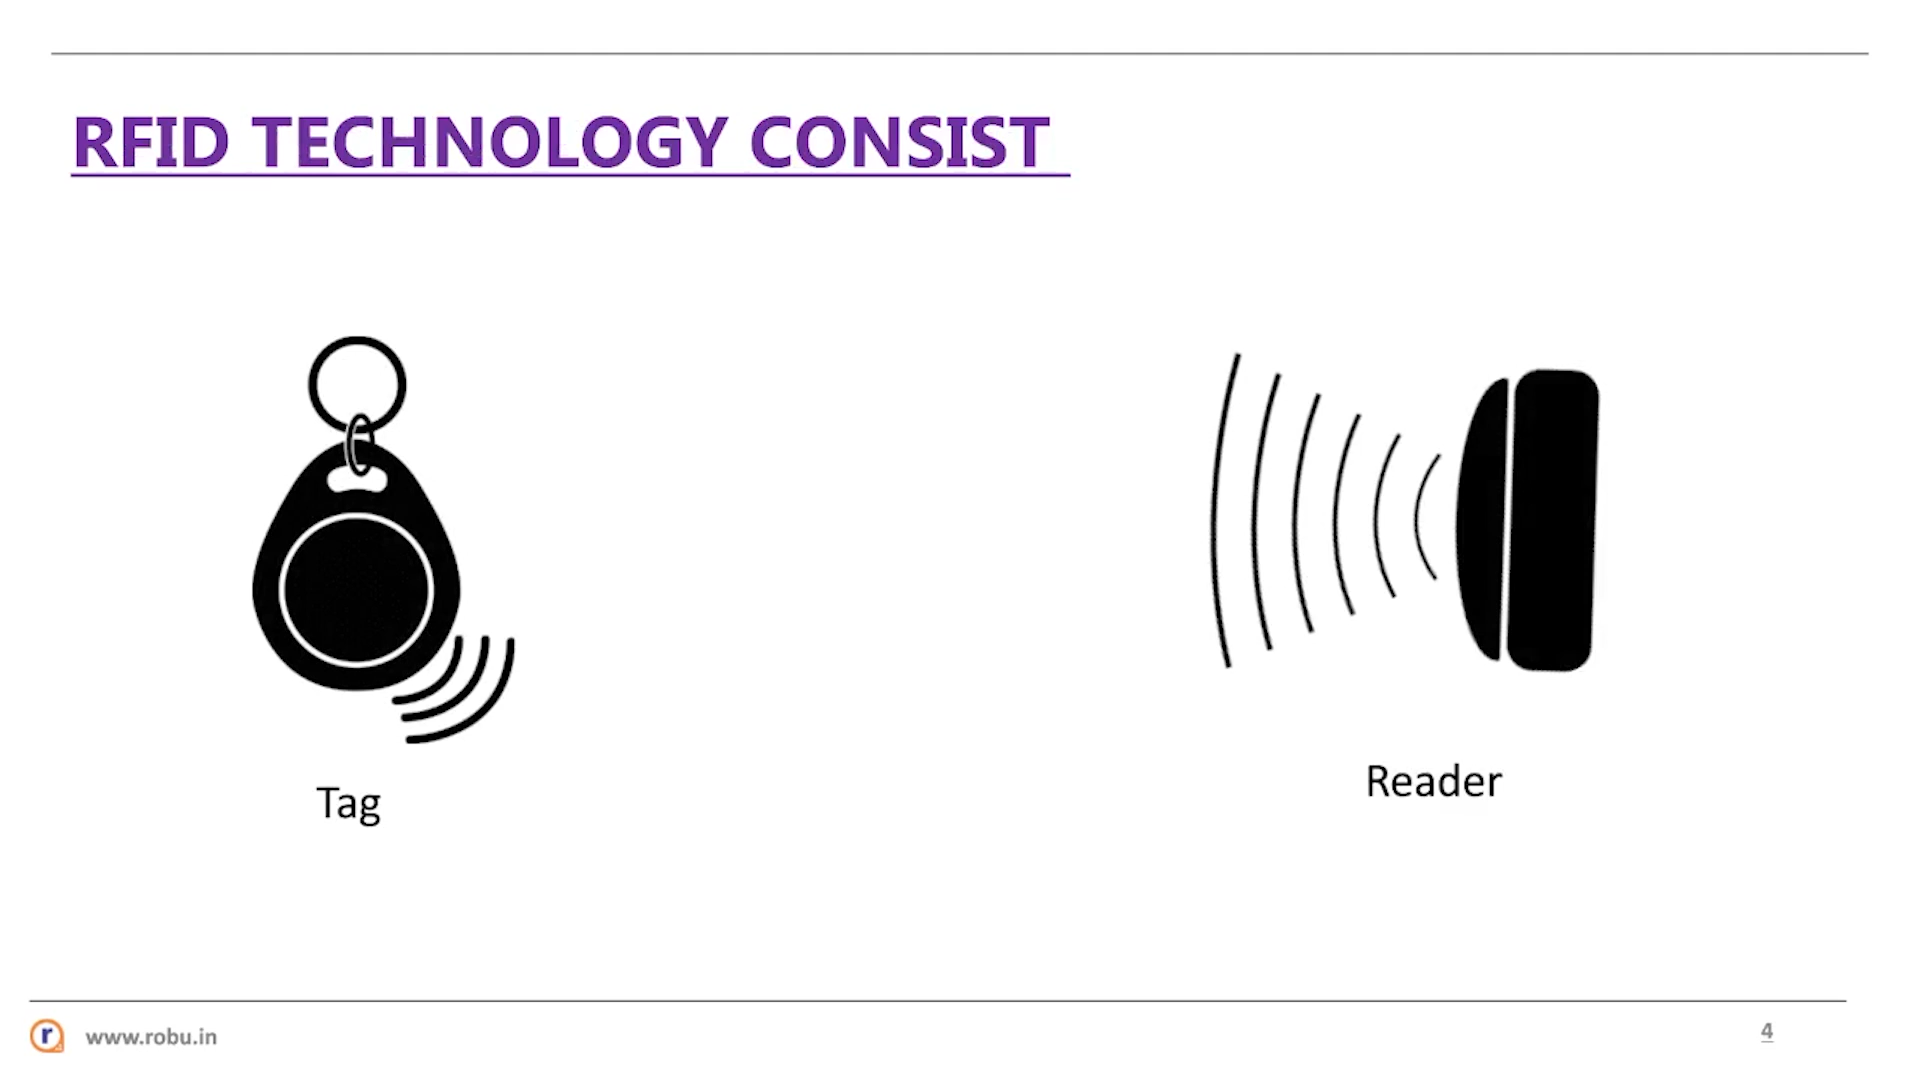 RFID TECHNOLOGY CONSIST
Tag
Reader
r
www.robu.in
4